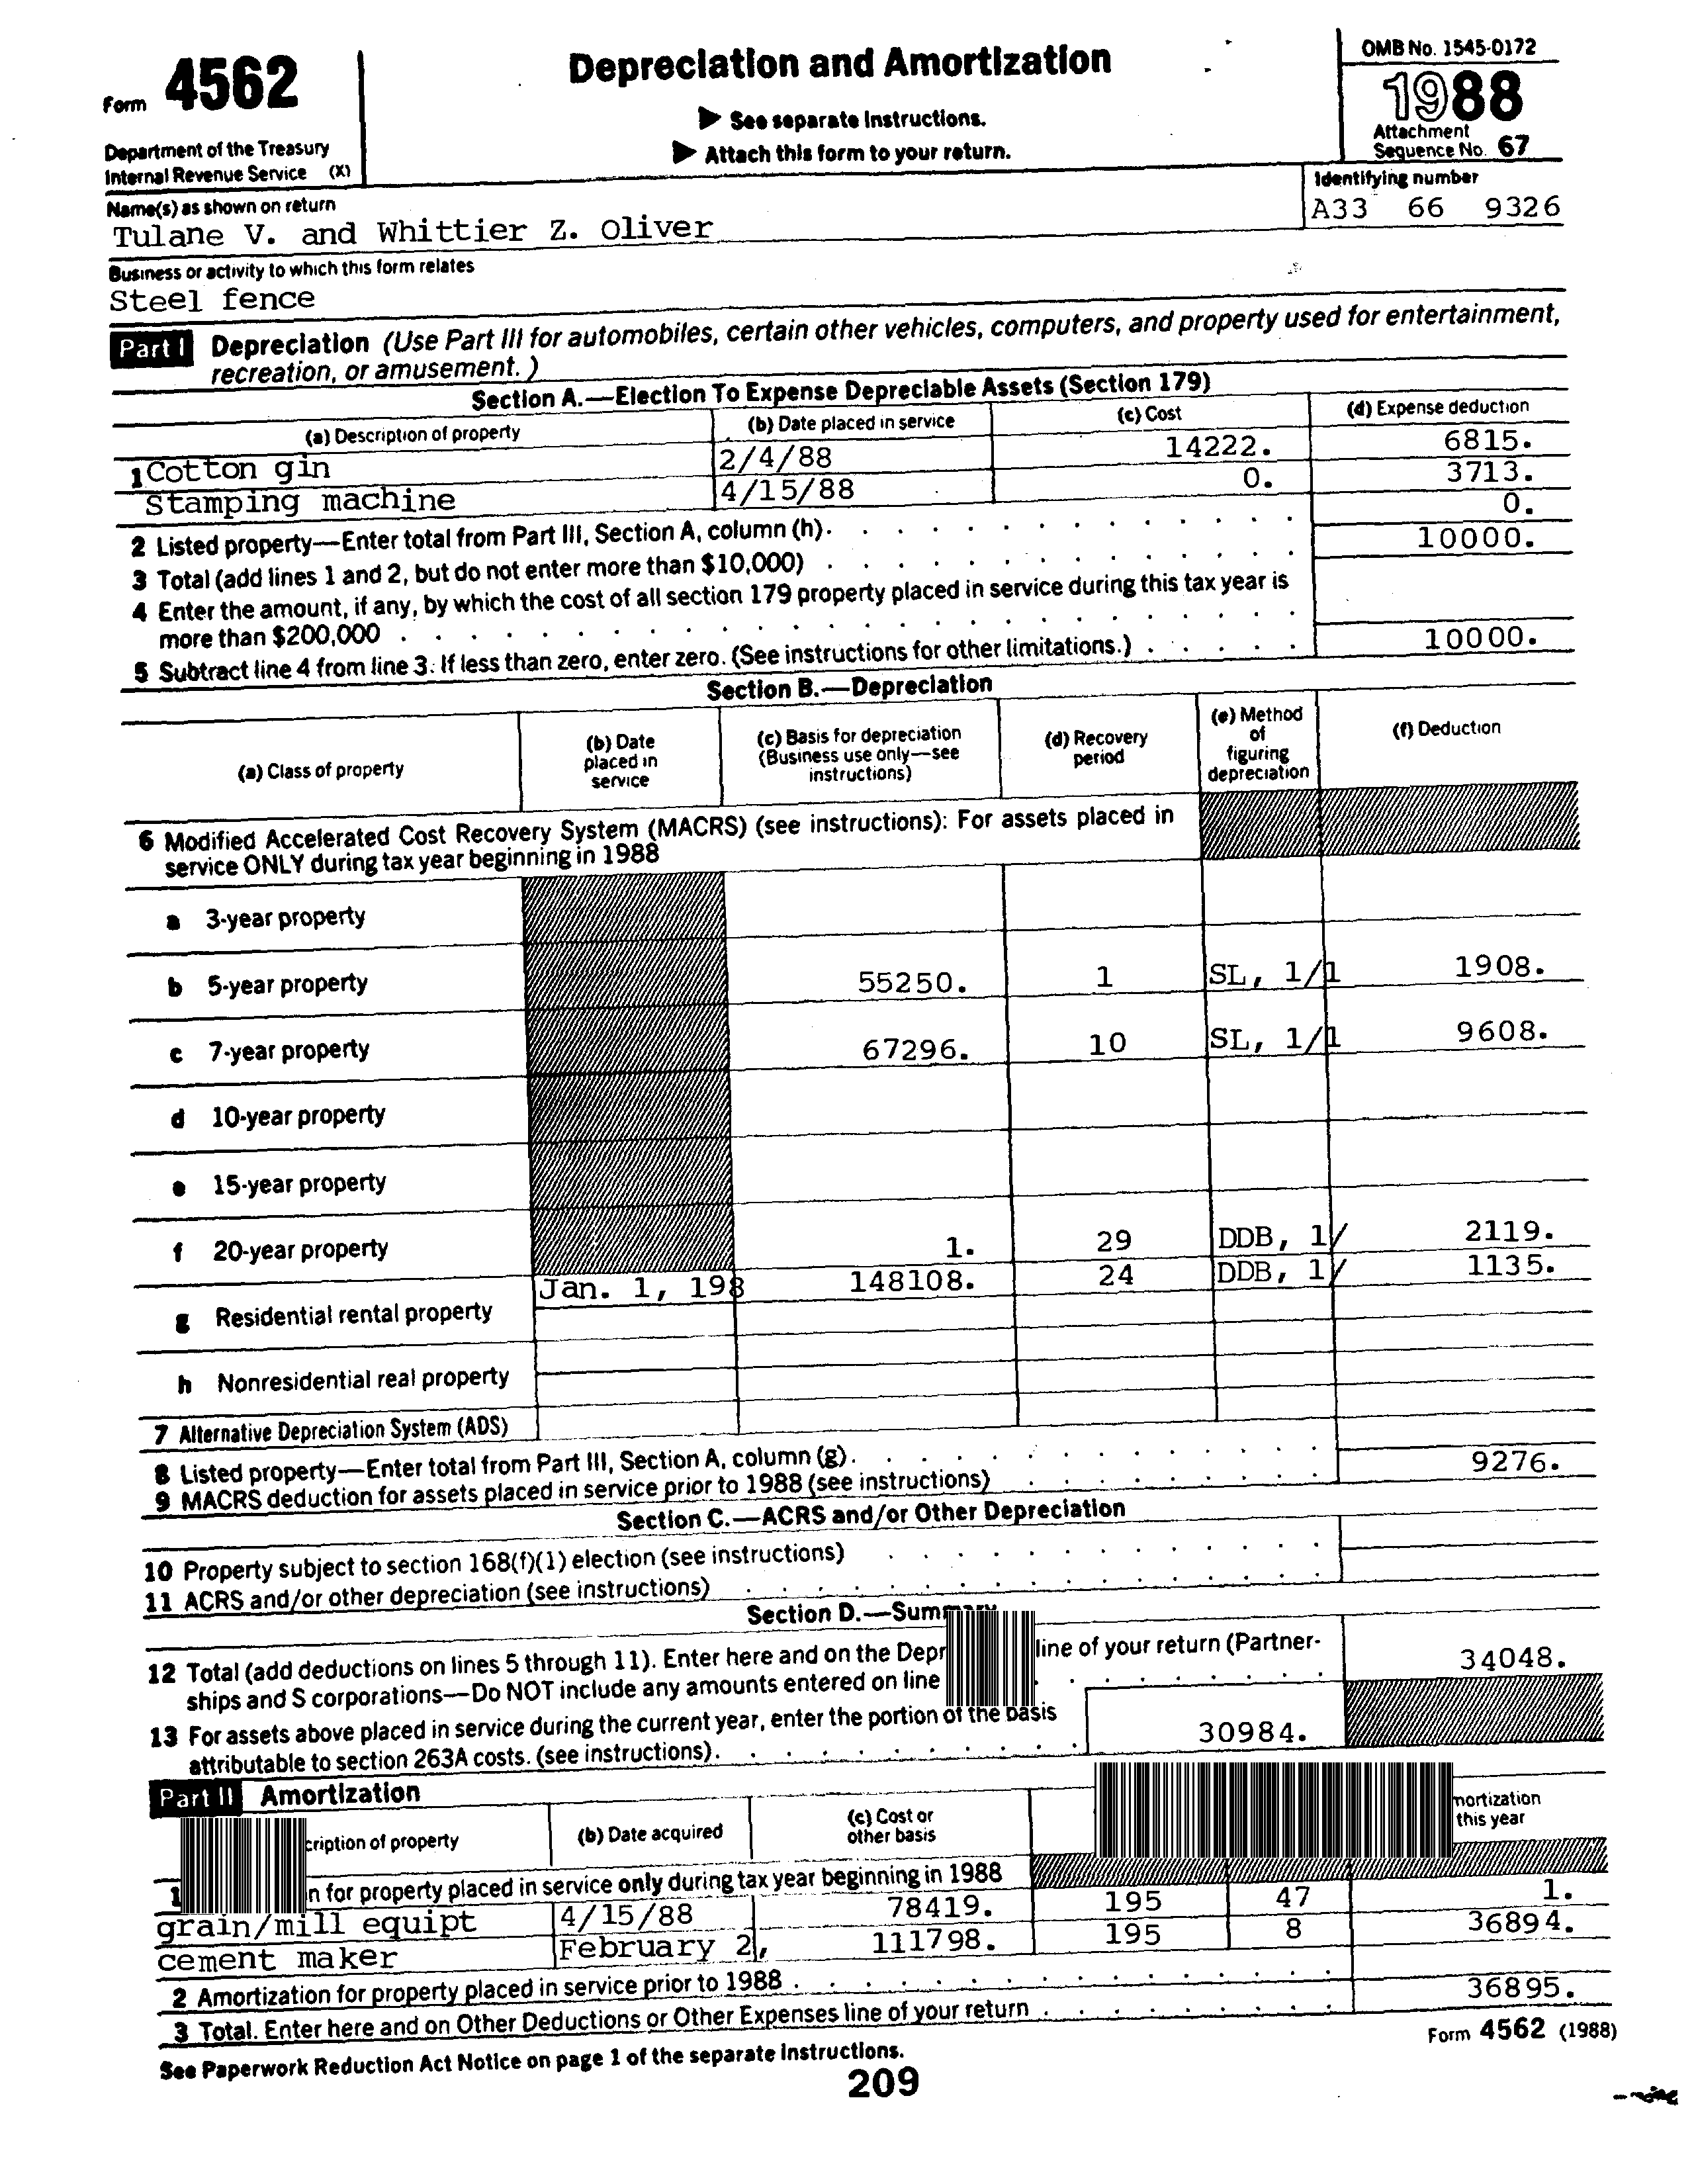 Form 4562
Department of the Treasury
Internal Revenue Service (X)
Depreciation and Amortization
▶ See separate instructions.
▶ Attach this form to your return.
OMB No. 1545-0172
1988
Attachment
Sequence No. 67
Name(s) as shown on return
Tulane V. and Whittier Z. Oliver
Identifying number
A33 66 9326
Business or activity to which this form relates
Steel fence
Part I Depreciation (Use Part III for automobiles, certain other vehicles, computers, and property used for entertainment,
recreation, or amusement.)
Section A.—Election To Expense Depreciable Assets (Section 179)
(a) Description of property (b) Date placed in service (c) Cost (d) Expense deduction
1 Cotton gin 2/4/88 14222. 6815.
Stamping machine 4/15/88 0. 3713.
2 Listed property—Enter total from Part III, Section A, column (h). 0.
3 Total (add lines 1 and 2, but do not enter more than $10,000) 10000.
4 Enter the amount, if any, by which the cost of all section 179 property placed in service during this tax year is
more than $200,000
5 Subtract line 4 from line 3. If less than zero, enter zero. (See instructions for other limitations.) 10000.
Section B.—Depreciation
(a) Class of property
(b) Date
placed in
service
(c) Basis for depreciation
(Business use only—see
instructions)
(d) Recovery
period
(e) Method
of
figuring
depreciation
(f) Deduction
6 Modified Accelerated Cost Recovery System (MACRS) (see instructions): For assets placed in
service ONLY during tax year beginning in 1988
a 3-year property
b 5-year property 55250. 1 SL, 1/1 1908.
c 7-year property 67296. 10 SL, 1/1 9608.
d 10-year property
e 15-year property
f 20-year property 1. 29 DDB, 1/ 2119.
Jan. 1, 198 148108. 24 DDB, 1/ 1135.
g Residential rental property
h Nonresidential real property
7 Alternative Depreciation System (ADS)
8 Listed property—Enter total from Part III, Section A, column (g). 9276.
9 MACRS deduction for assets placed in service prior to 1988 (see instructions)
Section C.—ACRS and/or Other Depreciation
10 Property subject to section 168(f)(1) election (see instructions)
11 ACRS and/or other depreciation (see instructions)
Section D.—Summary
12 Total (add deductions on lines 5 through 11). Enter here and on the Depr line of your return (Partner-
ships and S corporations—Do NOT include any amounts entered on line 34048.
13 For assets above placed in service during the current year, enter the portion of the basis
attributable to section 263A costs. (see instructions). 30984.
Part II Amortization
cription of property (b) Date acquired
(c) Cost or
other basis
mortization
this year
1 n for property placed in service only during tax year beginning in 1988
grain/mill equipt 4/15/88 78419. 195 47 1.
cement maker February 2, 111798. 195 8 36894.
2 Amortization for property placed in service prior to 1988
3 Total. Enter here and on Other Deductions or Other Expenses line of your return 36895.
See Paperwork Reduction Act Notice on page 1 of the separate instructions.
Form 4562 (1988)
209